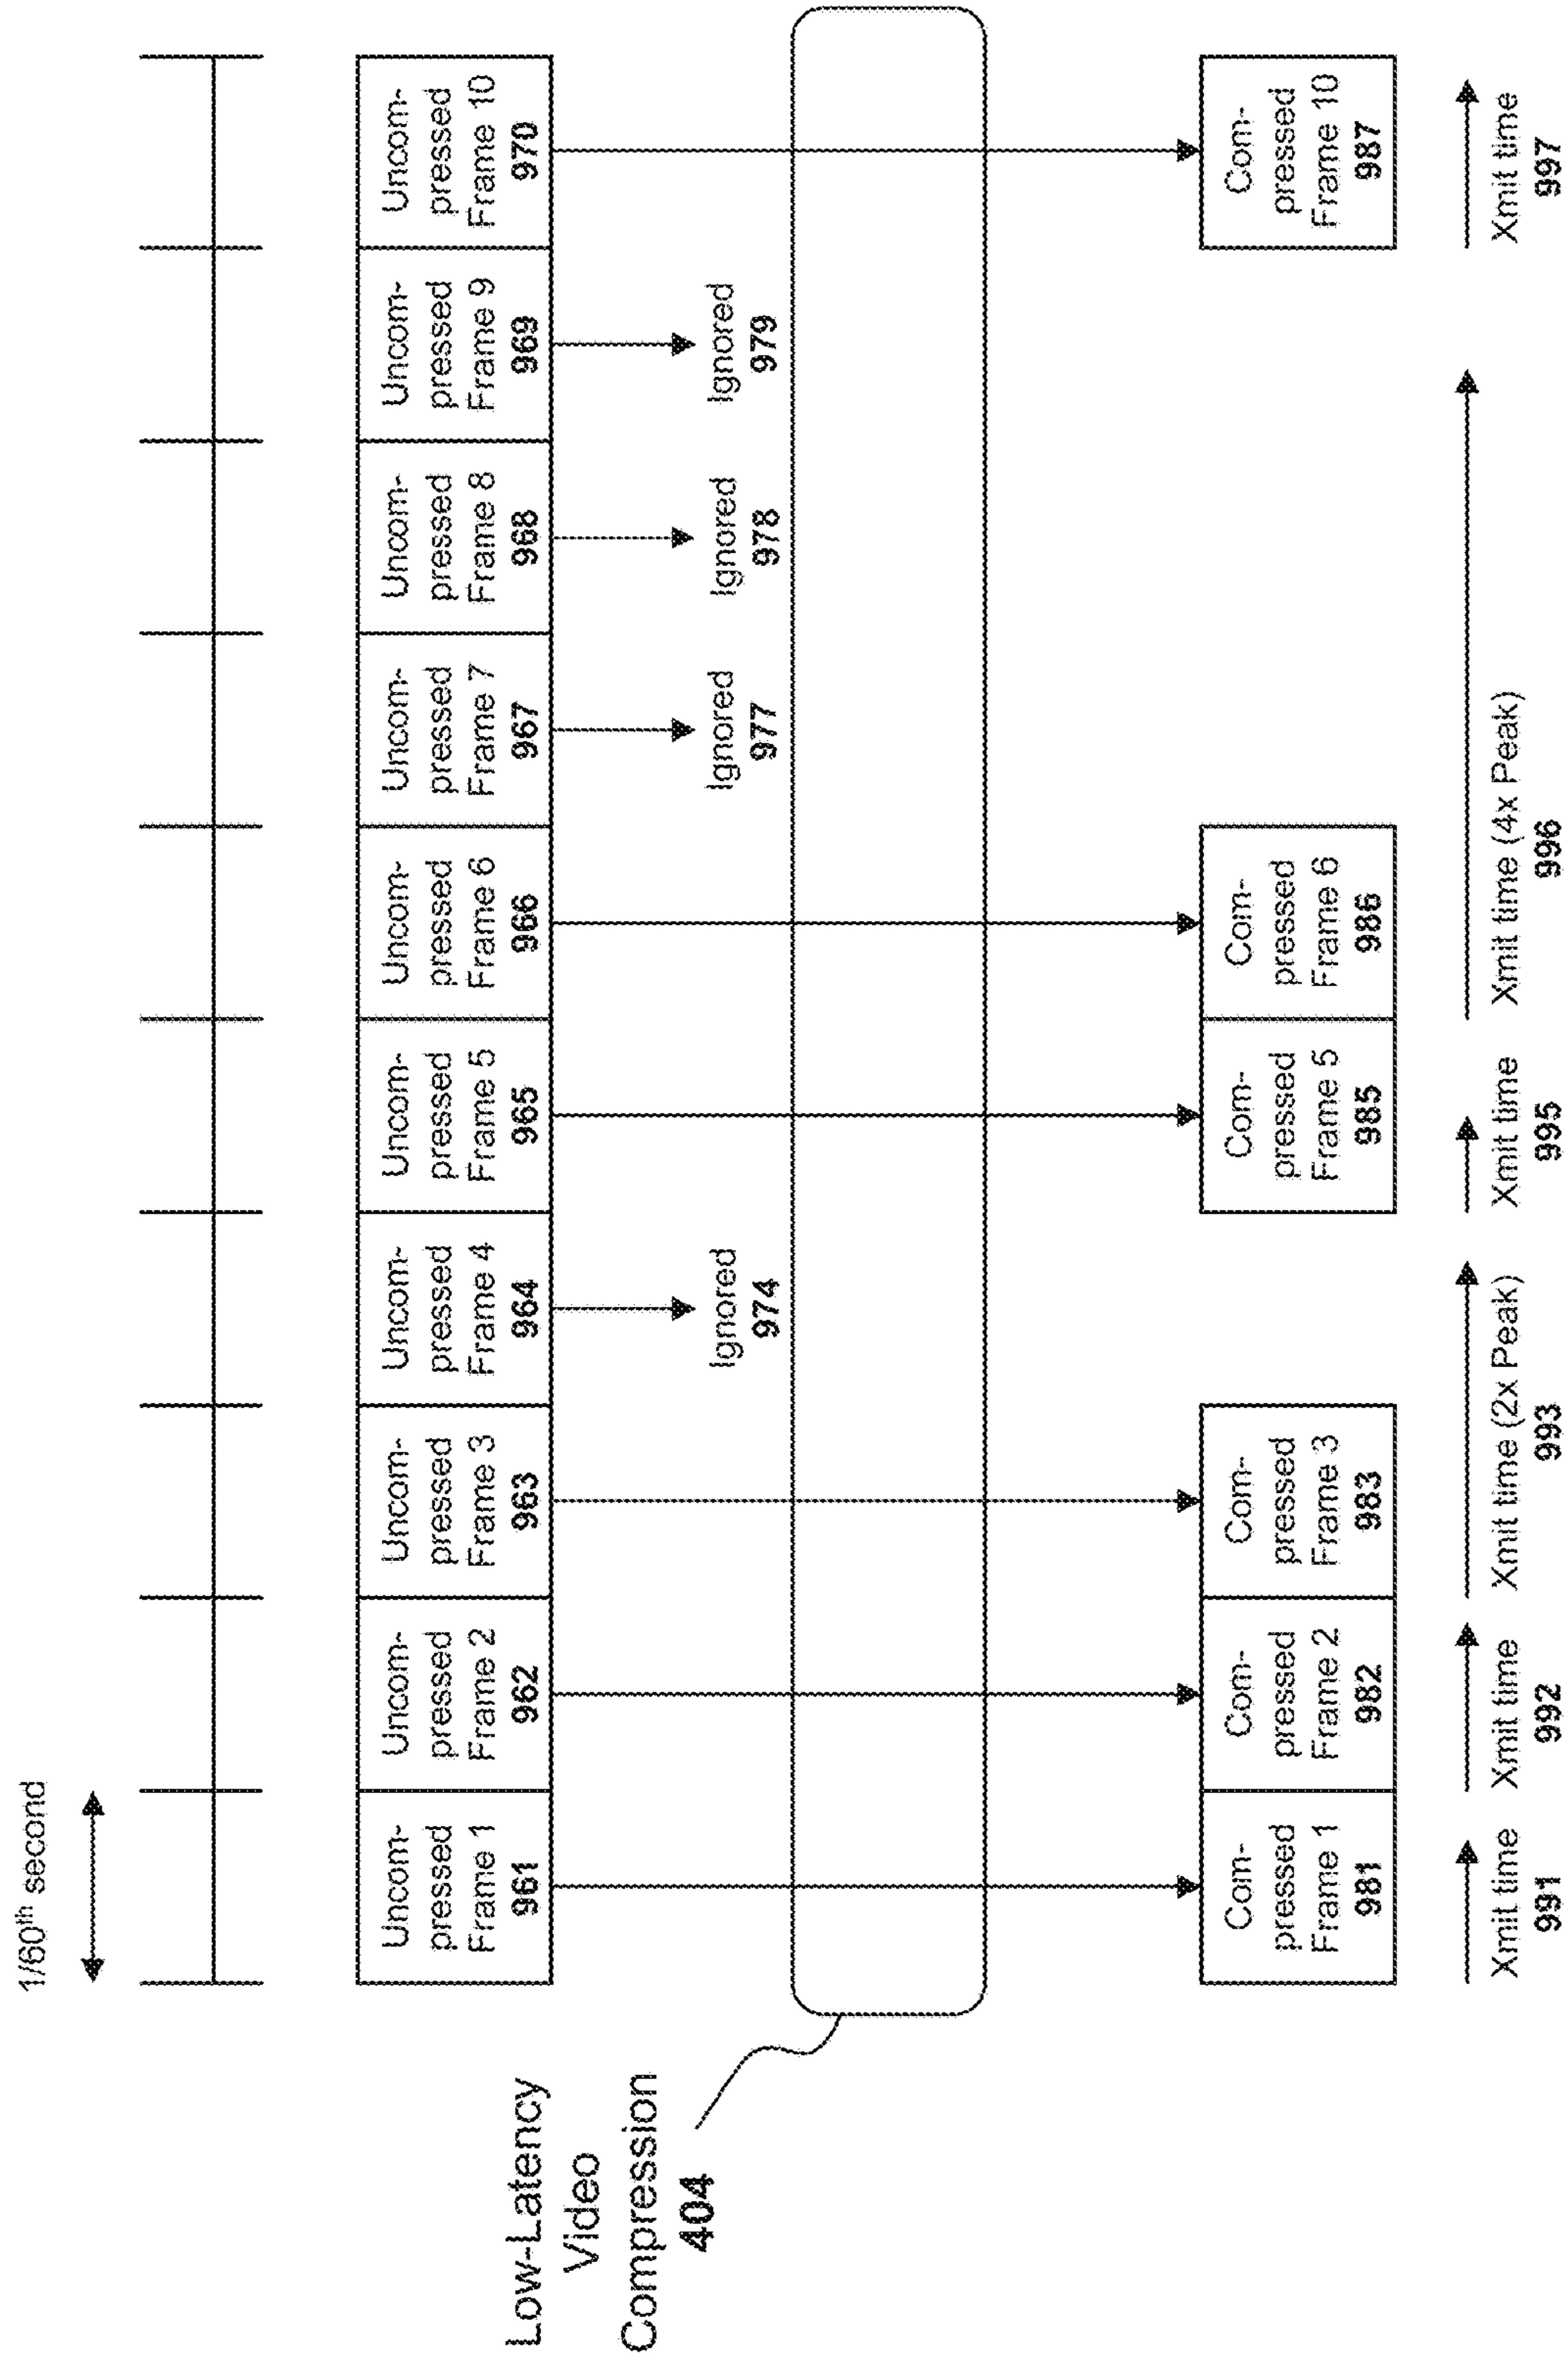 1/60th second
Uncom-
pressed
Frame 1
961
Uncom-
pressed
Frame 2
962
Uncom-
pressed
Frame 3
963
Uncom-
pressed
Frame 4
964
Uncom-
pressed
Frame 5
965
Uncom-
pressed
Frame 6
966
Uncom-
pressed
Frame 7
967
Uncom-
pressed
Frame 8
968
Uncom-
pressed
Frame 9
969
Uncom-
pressed
Frame 10
970
Ignored
974
Ignored
977
Ignored
978
Ignored
979
Low-Latency
Video
Compression
404
Com-
pressed
Frame 1
981
Com-
pressed
Frame 2
982
Com-
pressed
Frame 3
983
Com-
pressed
Frame 5
985
Com-
pressed
Frame 6
986
Com-
pressed
Frame 10
987
Xmit time
991
Xmit time
992
Xmit time (2x Peak)
993
Xmit time
995
Xmit time (4x Peak)
996
Xmit time
997